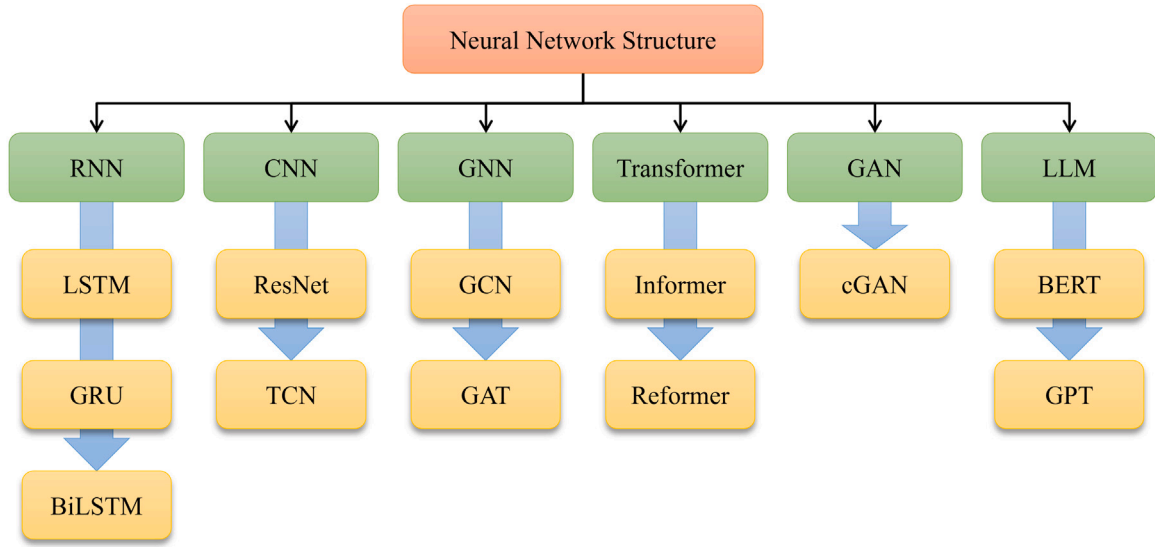 Neural Network Structure
RNN
CNN
GNN
Transformer
GAN
LLM
LSTM
ResNet
GCN
Informer
cGAN
BERT
GRU
TCN
GAT
Reformer
GPT
BiLSTM